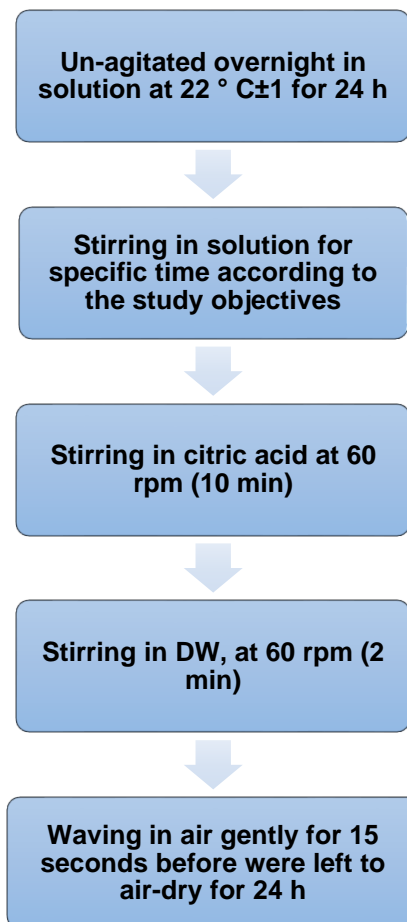 Un-agitated overnight in
solution at 22 ° C±1 for 24 h
Stirring in solution for
specific time according to
the study objectives
Stirring in citric acid at 60
rpm (10 min)
Stirring in DW, at 60 rpm (2
min)
Waving in air gently for 15
seconds before were left to
air-dry for 24 h